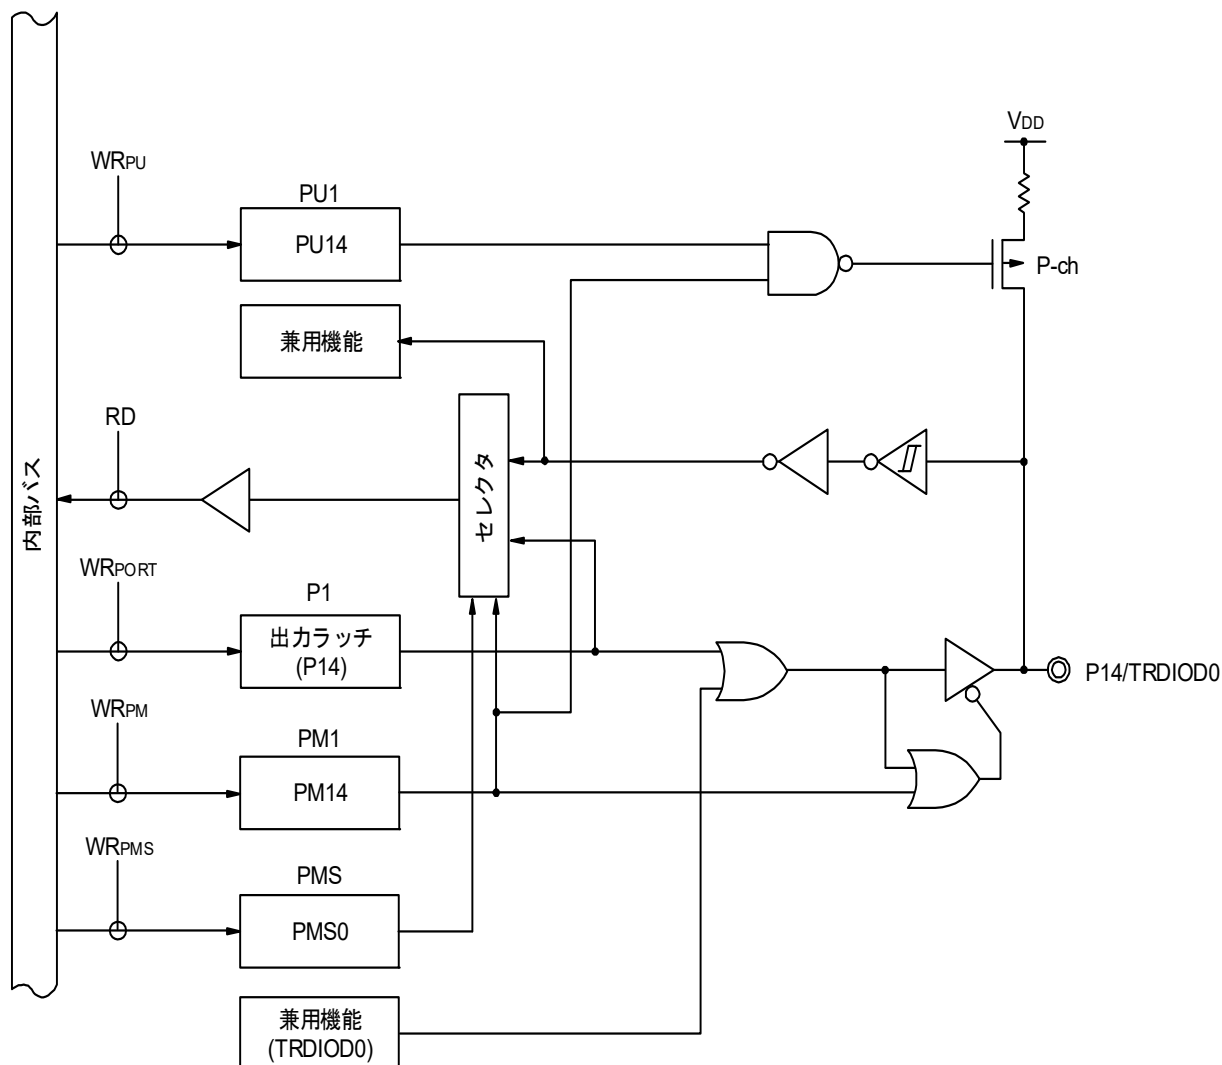 VDD
WRPU
PU1
PU14
P-ch
兼用機能
RD
セレクタ
内部バス
WRPORT
P1
出力ラッチ
(P14)
P14/TRDIOD0
WRPM
PM1
PM14
WRPMS
PMS
PMS0
兼用機能
(TRDIOD0)